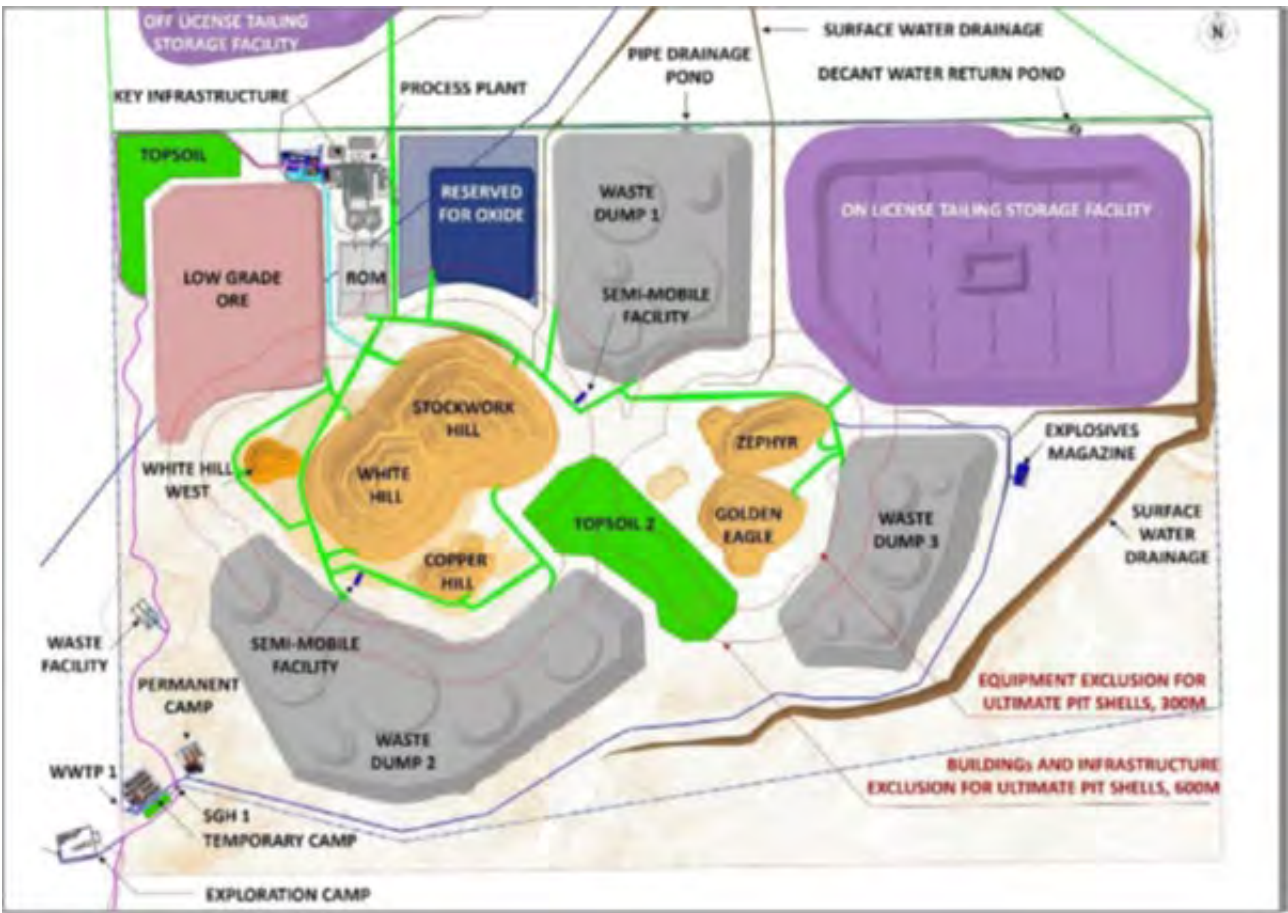 OFF LICENSE TAILING
STORAGE FACILITY
SURFACE WATER DRAINAGE
N
PIPE DRAINAGE
POND
DECANT WATER RETURN POND
KEY INFRASTRUCTURE
PROCESS PLANT
TOPSOIL
RESERVED
FOR OXIDE
WASTE
DUMP 1
ON LICENSE TAILING STORAGE FACILITY
LOW GRADE
ORE
ROM
SEMI-MOBILE
FACILITY
STOCKWORK
HILL
ZEPHYR
EXPLOSIVES
MAGAZINE
WHITE HILL
WEST
WHITE
HILL
TOPSOIL 2
GOLDEN
EAGLE
WASTE
DUMP 3
SURFACE
WATER
DRAINAGE
COPPER
HILL
WASTE
FACILITY
SEMI-MOBILE
FACILITY
PERMANENT
CAMP
EQUIPMENT EXCLUSION FOR
ULTIMATE PIT SHELLS, 300M
WASTE
DUMP 2
BUILDINGs AND INFRASTRUCTURE
EXCLUSION FOR ULTIMATE PIT SHELLS, 600M
WWTP 1
SGH 1
TEMPORARY CAMP
EXPLORATION CAMP